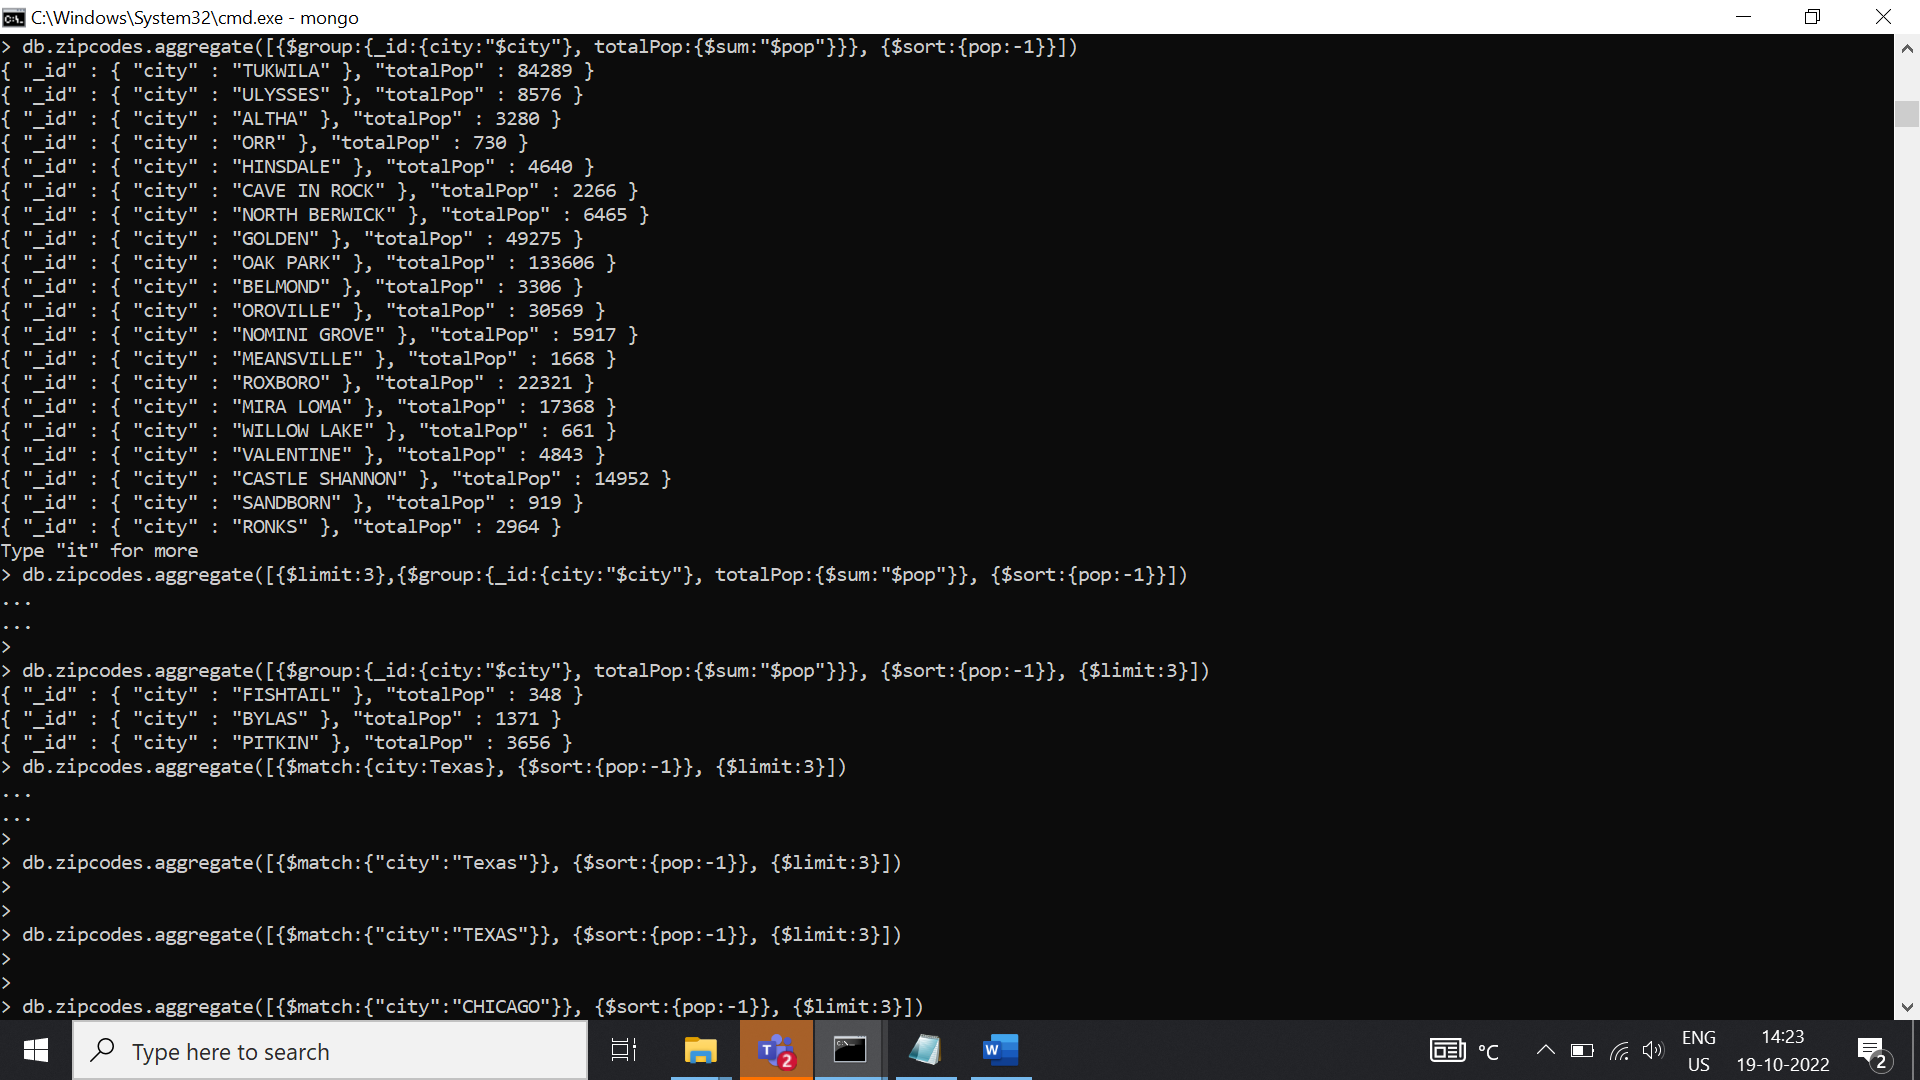 C:\Windows\System32\cmd.exe - mongo
> db.zipcodes.aggregate([{$group:{_id:{city:"$city"}, totalPop:{$sum:"$pop"}}}, {$sort:{pop:-1}}])
{ "_id" : { "city" : "TUKWILA" }, "totalPop" : 84289 }
{ "_id" : { "city" : "ULYSSES" }, "totalPop" : 8576 }
{ "_id" : { "city" : "ALTHA" }, "totalPop" : 3280 }
{ "_id" : { "city" : "ORR" }, "totalPop" : 730 }
{ "_id" : { "city" : "HINSDALE" }, "totalPop" : 4640 }
{ "_id" : { "city" : "CAVE IN ROCK" }, "totalPop" : 2266 }
{ "_id" : { "city" : "NORTH BERWICK" }, "totalPop" : 6465 }
{ "_id" : { "city" : "GOLDEN" }, "totalPop" : 49275 }
{ "_id" : { "city" : "OAK PARK" }, "totalPop" : 133606 }
{ "_id" : { "city" : "BELMOND" }, "totalPop" : 3306 }
{ "_id" : { "city" : "OROVILLE" }, "totalPop" : 30569 }
{ "_id" : { "city" : "NOMINI GROVE" }, "totalPop" : 5917 }
{ "_id" : { "city" : "MEANSVILLE" }, "totalPop" : 1668 }
{ "_id" : { "city" : "ROXBORO" }, "totalPop" : 22321 }
{ "_id" : { "city" : "MIRA LOMA" }, "totalPop" : 17368 }
{ "_id" : { "city" : "WILLOW LAKE" }, "totalPop" : 661 }
{ "_id" : { "city" : "VALENTINE" }, "totalPop" : 4843 }
{ "_id" : { "city" : "CASTLE SHANNON" }, "totalPop" : 14952 }
{ "_id" : { "city" : "SANDBORN" }, "totalPop" : 919 }
{ "_id" : { "city" : "RONKS" }, "totalPop" : 2964 }
Type "it" for more
> db.zipcodes.aggregate([{$limit:3},{$group:{_id:{city:"$city"}, totalPop:{$sum:"$pop"}}, {$sort:{pop:-1}}])
...
...
>
> db.zipcodes.aggregate([{$group:{_id:{city:"$city"}, totalPop:{$sum:"$pop"}}}, {$sort:{pop:-1}}, {$limit:3}])
{ "_id" : { "city" : "FISHTAIL" }, "totalPop" : 348 }
{ "_id" : { "city" : "BYLAS" }, "totalPop" : 1371 }
{ "_id" : { "city" : "PITKIN" }, "totalPop" : 3656 }
> db.zipcodes.aggregate([{$match:{city:Texas}, {$sort:{pop:-1}}, {$limit:3}])
...
...
>
> db.zipcodes.aggregate([{$match:{"city":"Texas"}}, {$sort:{pop:-1}}, {$limit:3}])
>
>
> db.zipcodes.aggregate([{$match:{"city":"TEXAS"}}, {$sort:{pop:-1}}, {$limit:3}])
>
>
> db.zipcodes.aggregate([{$match:{"city":"CHICAGO"}}, {$sort:{pop:-1}}, {$limit:3}])
Type here to search
T 2
W
°C
ENG
US
14:23
19-10-2022
2